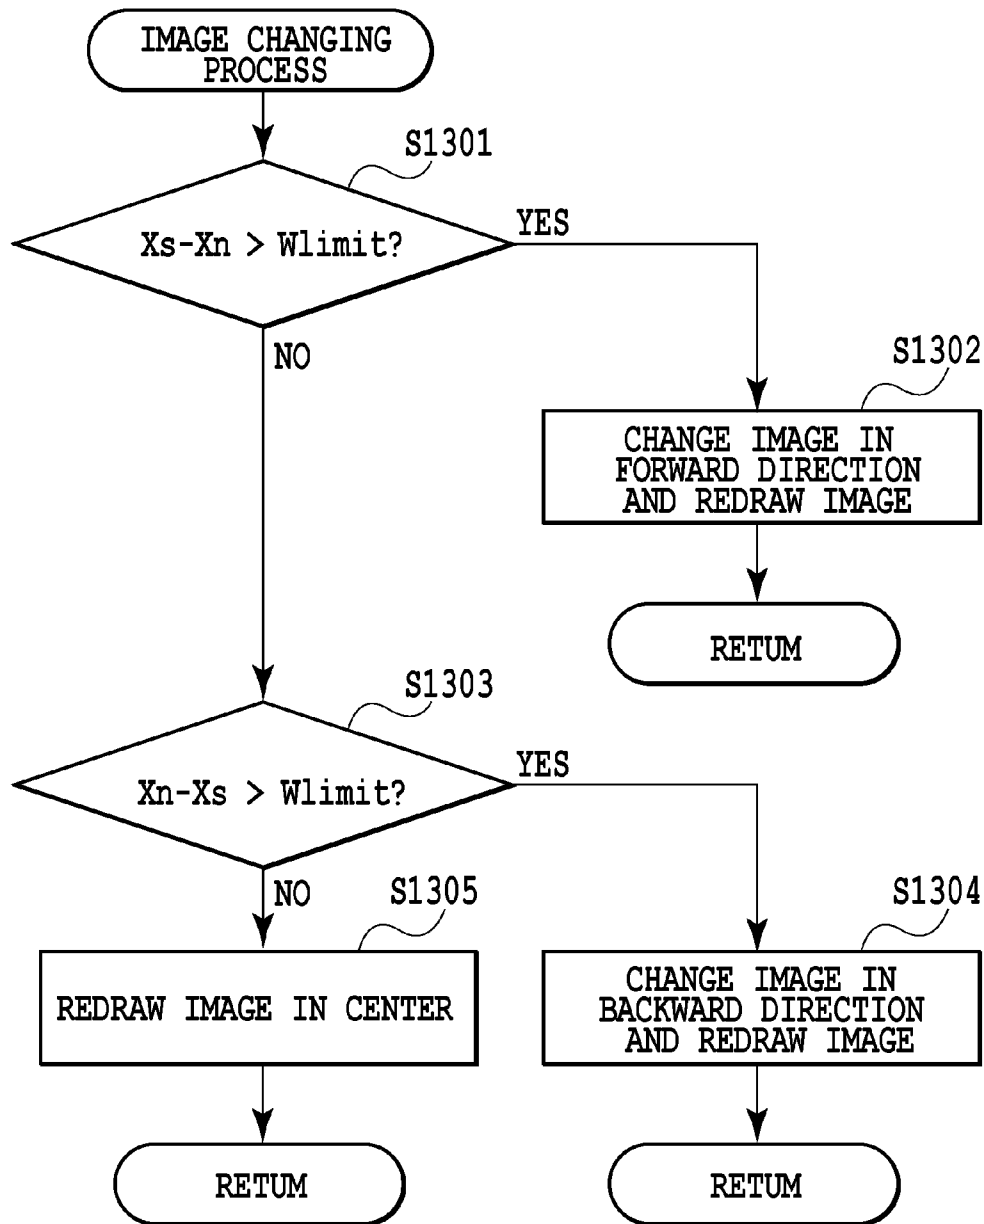 IMAGE CHANGING
PROCESS
S1301
Xs-Xn > Wlimit?
YES
NO
S1302
CHANGE IMAGE IN
FORWARD DIRECTION
AND REDRAW IMAGE
RETUM
S1303
Xn-Xs > Wlimit?
YES
NO
S1305
S1304
REDRAW IMAGE IN CENTER
CHANGE IMAGE IN
BACKWARD DIRECTION
AND REDRAW IMAGE
RETUM
RETUM